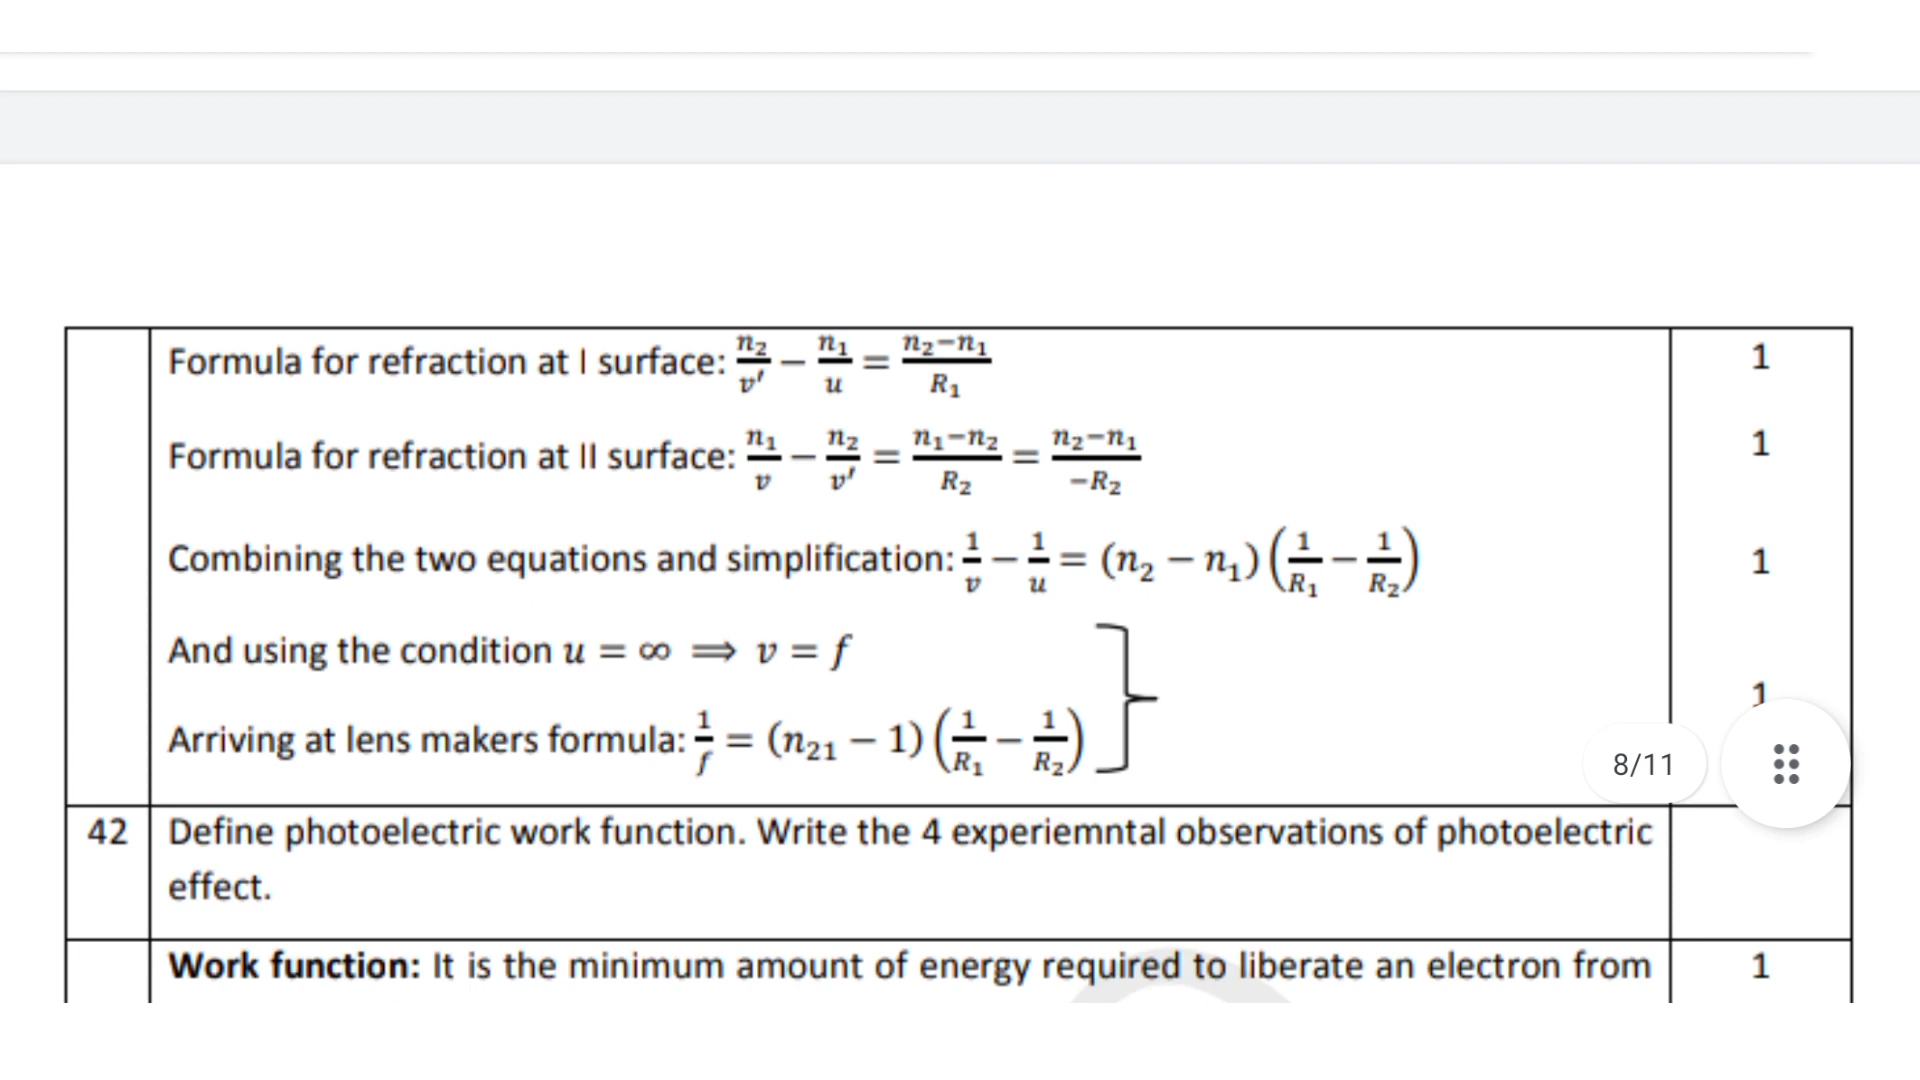 Formula for refraction at I surface: n₂/v′ − n₁/u = n₂−n₁/R₁ 1
Formula for refraction at II surface: n₁/v − n₂/v′ = n₁−n₂/R₂ = n₂−n₁/−R₂ 1
Combining the two equations and simplification: 1/v − 1/u = (n₂ − n₁)(1/R₁ − 1/R₂) 1
And using the condition u = ∞ ⟹ v = f
1
Arriving at lens makers formula: 1/f = (n₂₁ − 1)(1/R₁ − 1/R₂)
8/11
42 Define photoelectric work function. Write the 4 experiemntal observations of photoelectric
effect.
Work function: It is the minimum amount of energy required to liberate an electron from 1